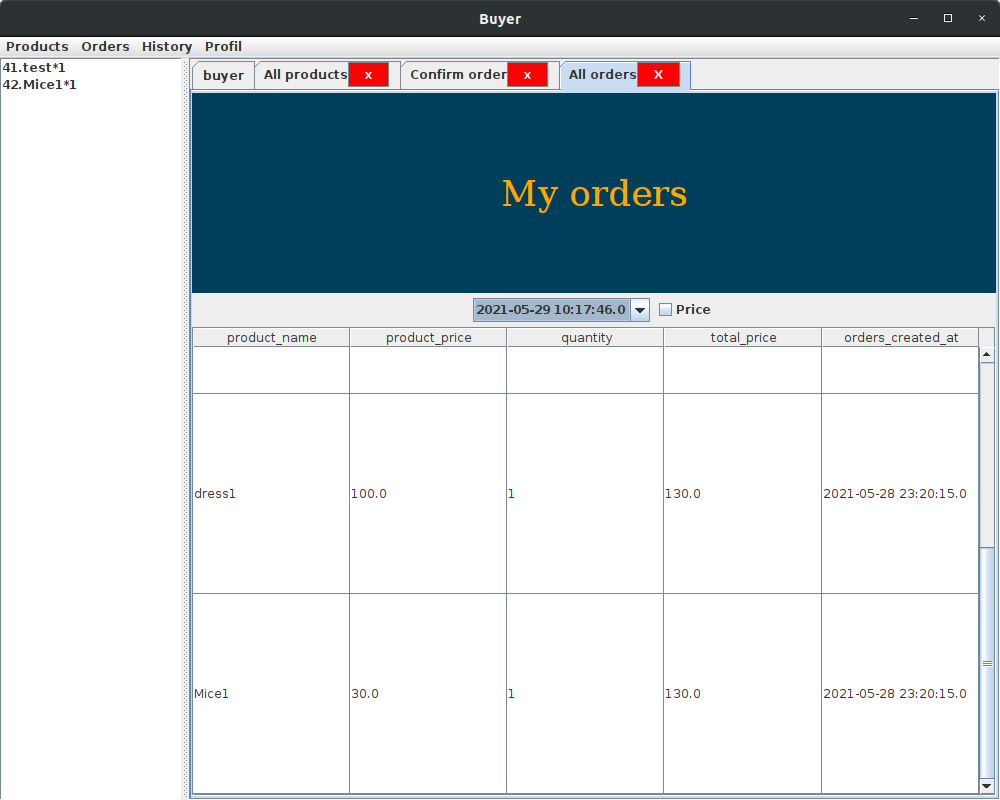 Buyer
Products Orders History Profil
41.test*1
42.Mice1*1
buyer All products x Confirm order x All orders X
My orders
2021-05-29 10:17:46.0 Price
product_name product_price quantity total_price orders_created_at
dress1 100.0 1 130.0 2021-05-28 23:20:15.0
Mice1 30.0 1 130.0 2021-05-28 23:20:15.0